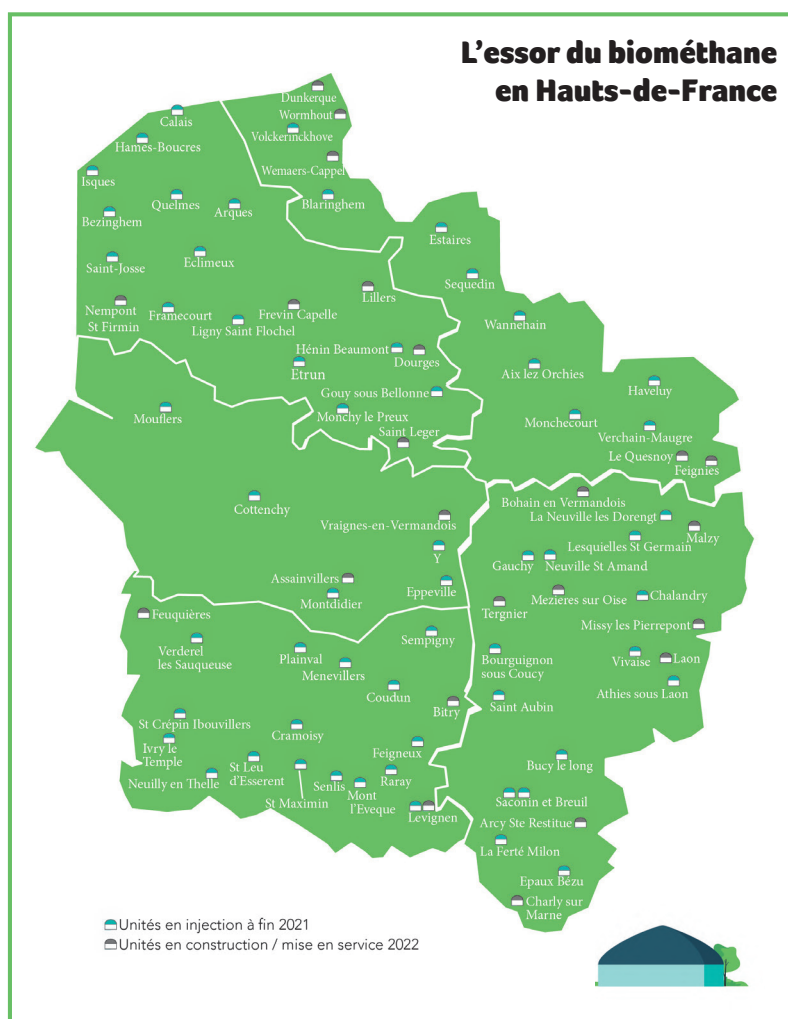 L'essor du biométhane
en Hauts-de-France
Dunkerque
Wormhout
Calais
Volckerinckhove
Hames-Boucres
Wemaers-Cappel
Isques
Quelmes
Arques
Blaringhem
Bezinghem
Estaires
Saint-Josse
Eclimeux
Sequedin
Lillers
Nempont
St Firmin
Framecourt
Frevin Capelle
Ligny Saint Flochel
Wannehain
Hénin Beaumont
Dourges
Etrun
Aix lez Orchies
Haveluy
Gouy sous Bellonne
Mouflers
Monchy le Preux
Monchecourt
Saint Leger
Verchain-Maugre
Le Quesnoy
Feignies
Cottenchy
Bohain en Vermandois
La Neuville les Dorengt
Vraignes-en-Vermandois
Malzy
Lesquielles St Germain
Y
Gauchy
Neuville St Amand
Assainvillers
Montdidier
Eppeville
Mezieres sur Oise
Chalandry
Tergnier
Feuquières
Missy les Pierrepont
Sempigny
Verderel
les Sauqueuse
Plainval
Menevillers
Bourguignon
sous Coucy
Vivaise
Laon
Coudun
Athies sous Laon
Bitry
Saint Aubin
St Crépin Ibouvillers
Cramoisy
Ivry le
Temple
Feigneux
Bucy le long
Neuilly en Thelle
St Leu
d'Esserent
St Maximin
Senlis
Mont
l'Eveque
Raray
Levignen
Saconin et Breuil
Arcy Ste Restitue
La Ferté Milon
Epaux Bézu
Charly sur
Marne
Unités en injection à fin 2021
Unités en construction / mise en service 2022